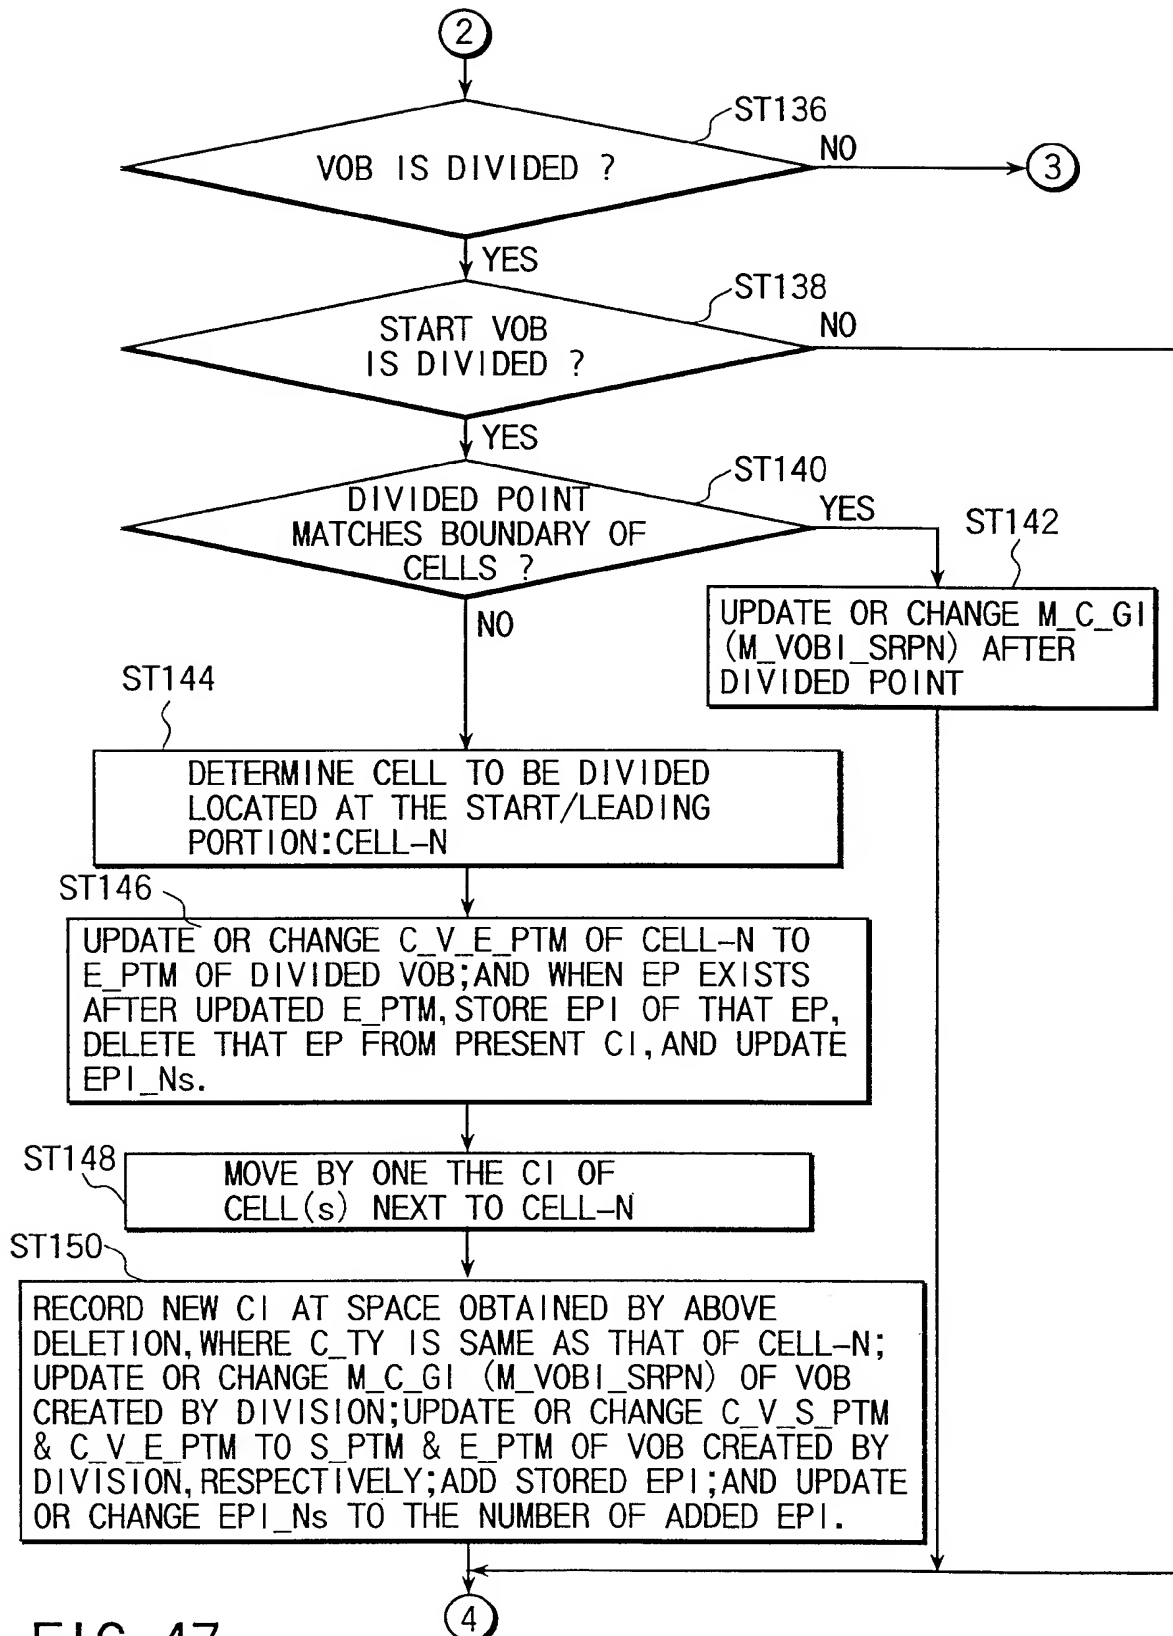 2
ST136
VOB IS DIVIDED ?
NO
3
YES
ST138
START VOB
IS DIVIDED ?
NO
YES
ST140
DIVIDED POINT
MATCHES BOUNDARY OF
CELLS ?
YES
ST142
NO
UPDATE OR CHANGE M_C_GI
(M_VOBI_SRPN) AFTER
DIVIDED POINT
ST144
DETERMINE CELL TO BE DIVIDED
LOCATED AT THE START/LEADING
PORTION:CELL-N
ST146
UPDATE OR CHANGE C_V_E_PTM OF CELL-N TO
E_PTM OF DIVIDED VOB;AND WHEN EP EXISTS
AFTER UPDATED E_PTM,STORE EPI OF THAT EP,
DELETE THAT EP FROM PRESENT CI,AND UPDATE
EPI_Ns.
ST148
MOVE BY ONE THE CI OF
CELL(s) NEXT TO CELL-N
ST150
RECORD NEW CI AT SPACE OBTAINED BY ABOVE
DELETION,WHERE C_TY IS SAME AS THAT OF CELL-N;
UPDATE OR CHANGE M_C_GI (M_VOBI_SRPN) OF VOB
CREATED BY DIVISION;UPDATE OR CHANGE C_V_S_PTM
& C_V_E_PTM TO S_PTM & E_PTM OF VOB CREATED BY
DIVISION,RESPECTIVELY;ADD STORED EPI;AND UPDATE
OR CHANGE EPI_Ns TO THE NUMBER OF ADDED EPI.
4
FIG. 47